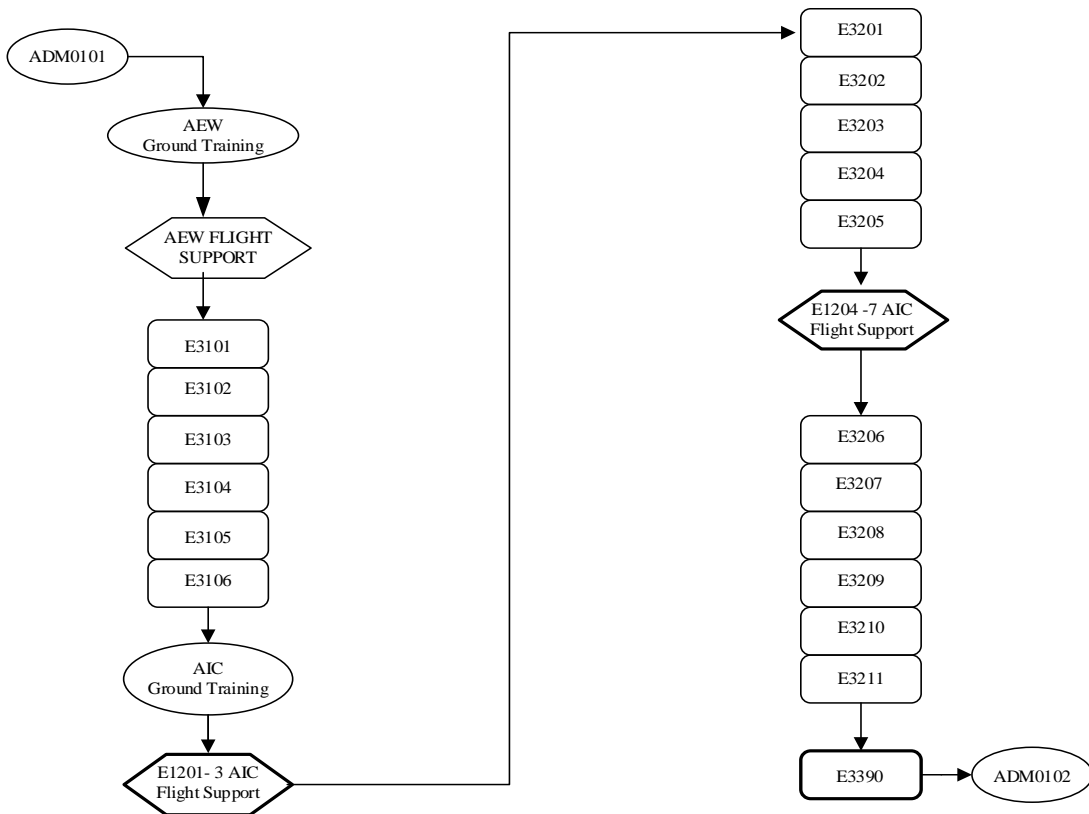 ADM0101
AEW
Ground Training
AEW FLIGHT
SUPPORT
E3101
E3102
E3103
E3104
E3105
E3106
AIC
Ground Training
E1201- 3 AIC
Flight Support
E3201
E3202
E3203
E3204
E3205
E1204 -7 AIC
Flight Support
E3206
E3207
E3208
E3209
E3210
E3211
E3390
ADM0102